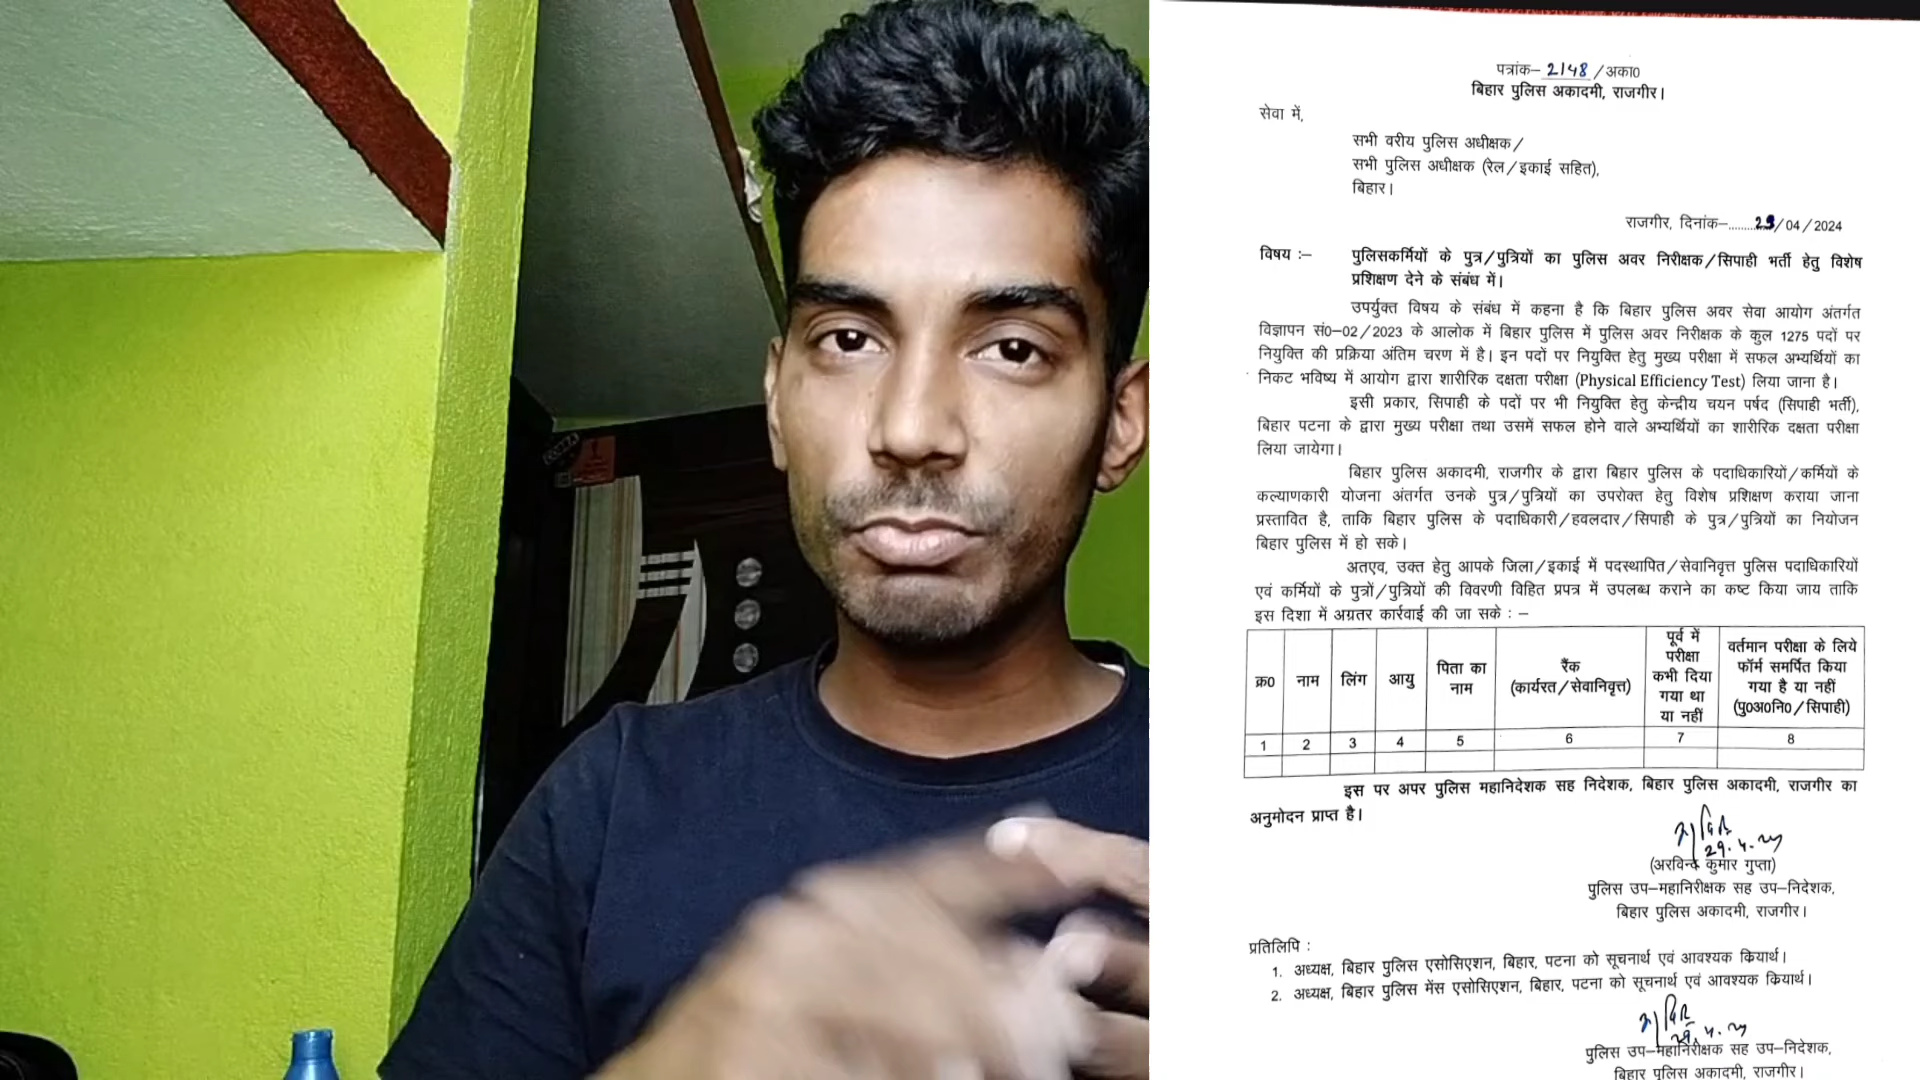 पत्रांक– 2148 /अका0
बिहार पुलिस अकादमी, राजगीर।
सेवा में,
सभी वरीय पुलिस अधीक्षक/
सभी पुलिस अधीक्षक (रेल/इकाई सहित),
बिहार।
राजगीर, दिनांक–.........29/04/2024
विषय :– पुलिसकर्मियों के पुत्र/पुत्रियों का पुलिस अवर निरीक्षक/सिपाही भर्ती हेतु विशेष
प्रशिक्षण देने के संबंध में।
उपर्युक्त विषय के संबंध में कहना है कि बिहार पुलिस अवर सेवा आयोग अंतर्गत
विज्ञापन सं0–02/2023 के आलोक में बिहार पुलिस में पुलिस अवर निरीक्षक के कुल 1275 पदों पर
नियुक्ति की प्रक्रिया अंतिम चरण में है। इन पदों पर नियुक्ति हेतु मुख्य परीक्षा में सफल अभ्यर्थियों का
निकट भविष्य में आयोग द्वारा शारीरिक दक्षता परीक्षा (Physical Efficiency Test) लिया जाना है।
इसी प्रकार, सिपाही के पदों पर भी नियुक्ति हेतु केन्द्रीय चयन पर्षद (सिपाही भर्ती),
बिहार पटना के द्वारा मुख्य परीक्षा तथा उसमें सफल होने वाले अभ्यर्थियों का शारीरिक दक्षता परीक्षा
लिया जायेगा।
बिहार पुलिस अकादमी, राजगीर के द्वारा बिहार पुलिस के पदाधिकारियों/कर्मियों के
कल्याणकारी योजना अंतर्गत उनके पुत्र/पुत्रियों का उपरोक्त हेतु विशेष प्रशिक्षण कराया जाना
प्रस्तावित है, ताकि बिहार पुलिस के पदाधिकारी/हवलदार/सिपाही के पुत्र/पुत्रियों का नियोजन
बिहार पुलिस में हो सके।
अतएव, उक्त हेतु आपके जिला/इकाई में पदस्थापित/सेवानिवृत्त पुलिस पदाधिकारियों
एवं कर्मियों के पुत्रों/पुत्रियों की विवरणी विहित प्रपत्र में उपलब्ध कराने का कष्ट किया जाय ताकि
इस दिशा में अग्रतर कार्रवाई की जा सके : –
क्र0 नाम लिंग आयु पिता का नाम रैंक (कार्यरत/सेवानिवृत्त) पूर्व में परीक्षा कभी दिया गया था या नहीं वर्तमान परीक्षा के लिये फॉर्म समर्पित किया गया है या नहीं (पु0अ0नि0/सिपाही)
1 2 3 4 5 6 7 8
इस पर अपर पुलिस महानिदेशक सह निदेशक, बिहार पुलिस अकादमी, राजगीर का
अनुमोदन प्राप्त है।
29.4.24
(अरविन्द कुमार गुप्ता)
पुलिस उप–महानिरीक्षक सह उप–निदेशक,
बिहार पुलिस अकादमी, राजगीर।
प्रतिलिपि :
1. अध्यक्ष, बिहार पुलिस एसोसिएशन, बिहार, पटना को सूचनार्थ एवं आवश्यक क्रियार्थ।
2. अध्यक्ष, बिहार पुलिस मेंस एसोसिएशन, बिहार, पटना को सूचनार्थ एवं आवश्यक क्रियार्थ।
29.4.24
पुलिस उप–महानिरीक्षक सह उप–निदेशक,
बिहार पुलिस अकादमी, राजगीर।